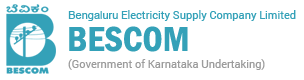 ಬೆವಿಕಂ
BESCOM
Bengaluru Electricity Supply Company Limited
BESCOM
(Government of Karnataka Undertaking)